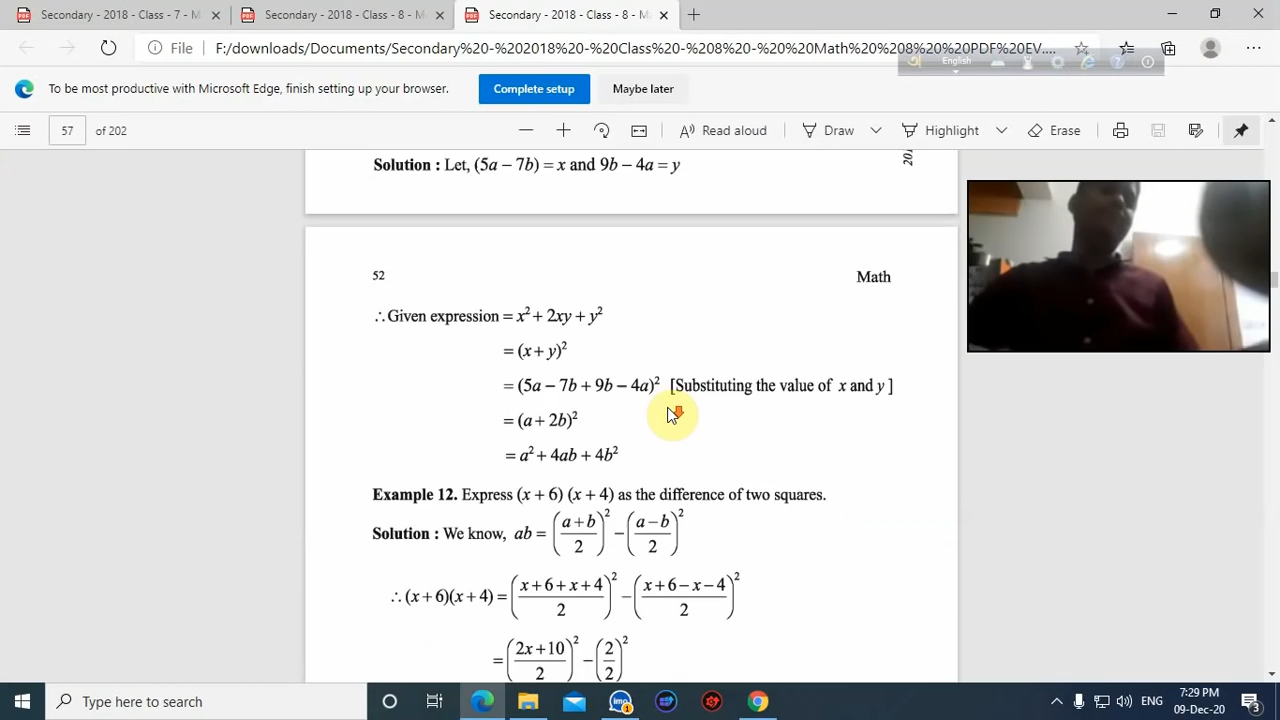 Secondary - 2018 - Class - 7 - M
Secondary - 2018 - Class - 8 - M
Secondary - 2018 - Class - 8 - M
File
F:/downloads/Documents/Secondary%20-%202018%20-%20Class%20-%208%20-%20%20Math%20%208%20%20PDF%20EV....
English
To be most productive with Microsoft Edge, finish setting up your browser.
Complete setup
Maybe later
57 of 202
Read aloud
Draw
Highlight
Erase
Solution : Let, (5a − 7b) = x and 9b − 4a = y
52
Math
∴ Given expression = x² + 2xy + y²
= (x + y)²
= (5a − 7b + 9b − 4a)² [Substituting the value of x and y ]
= (a + 2b)²
= a² + 4ab + 4b²
Example 12. Express (x + 6) (x + 4) as the difference of two squares.
Solution : We know, ab = ((a+b)/2)² − ((a−b)/2)²
∴ (x + 6)(x + 4) = ((x+6+x+4)/2)² − ((x+6−x−4)/2)²
= ((2x+10)/2)² − (2/2)²
Type here to search
ENG
7:29 PM
09-Dec-20
3